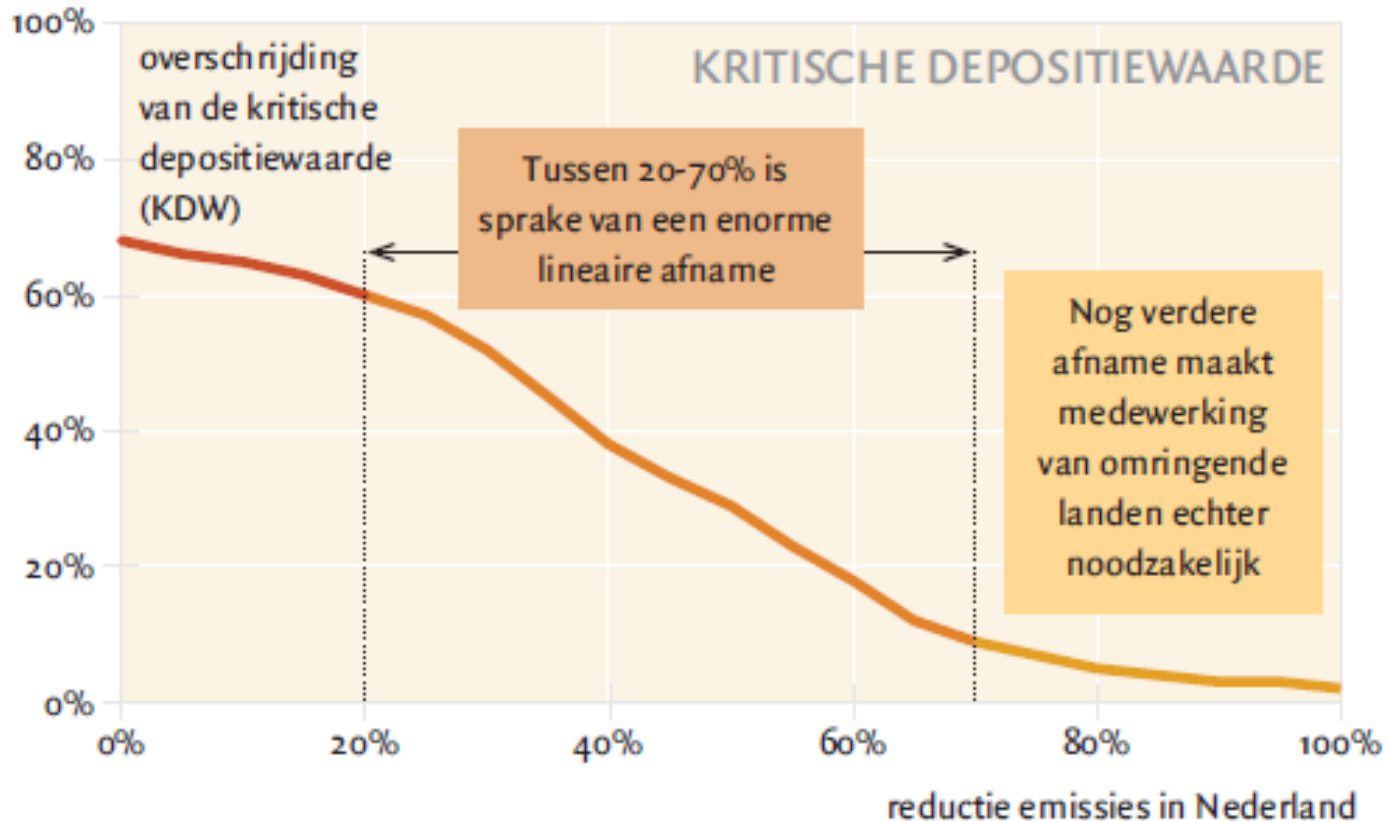 100%
overschrijding
van de kritische
depositiewaarde
(KDW)
KRITISCHE DEPOSITIEWAARDE
80%
Tussen 20-70% is
sprake van een enorme
lineaire afname
60%
Nog verdere
afname maakt
medewerking
van omringende
landen echter
noodzakelijk
40%
20%
0%
0% 20% 40% 60% 80% 100%
reductie emissies in Nederland